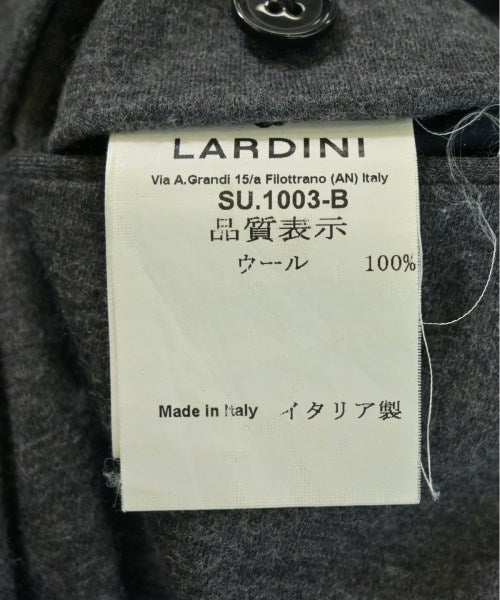 LARDINI
Via A.Grandi 15/a Filottrano (AN) Italy
SU.1003-B
品質表示
ウール 100%
Made in Italy イタリア製